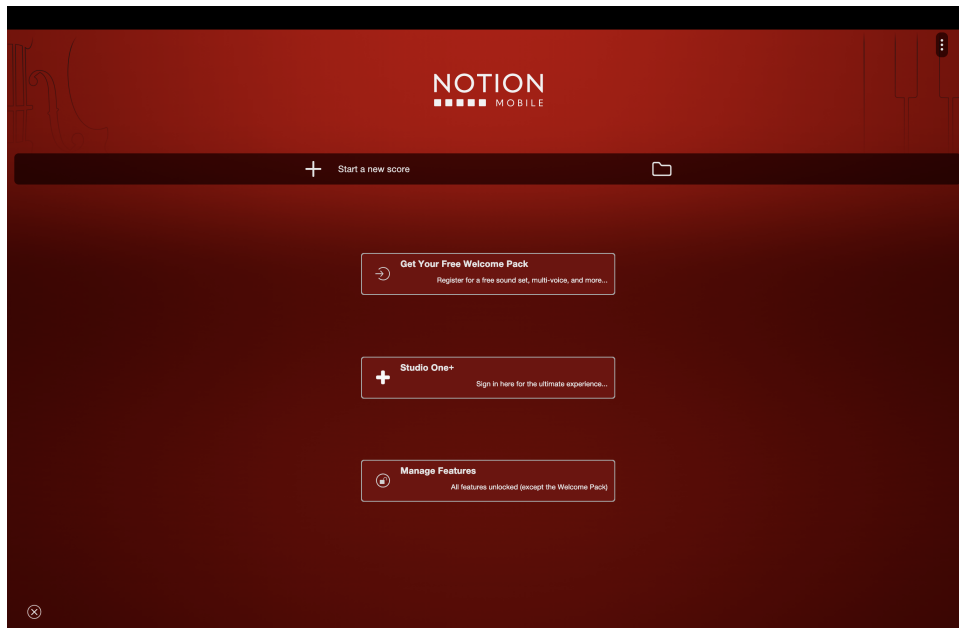 NOTION
MOBILE
Start a new score
Get Your Free Welcome Pack
Register for a free sound set, multi-voice, and more...
Studio One+
Sign in here for the ultimate experience...
Manage Features
All features unlocked (except the Welcome Pack)